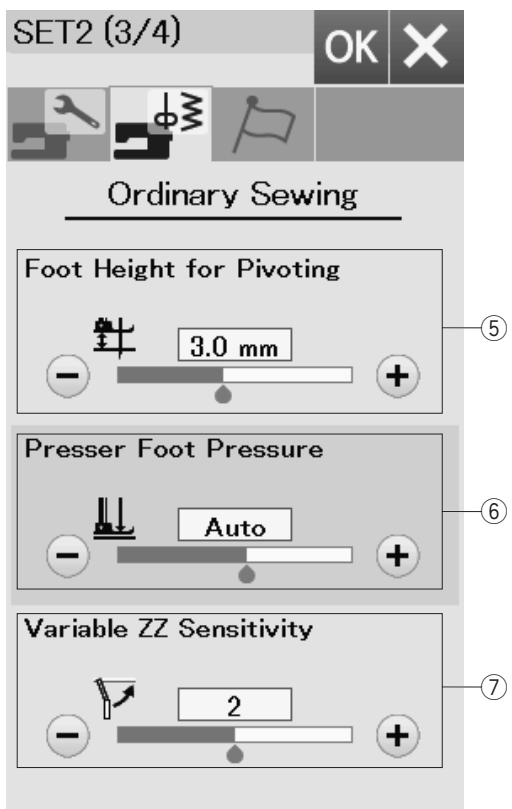 SET2 (3/4)
OK
Ordinary Sewing
Foot Height for Pivoting
3.0 mm
⑤
Presser Foot Pressure
Auto
⑥
Variable ZZ Sensitivity
2
⑦